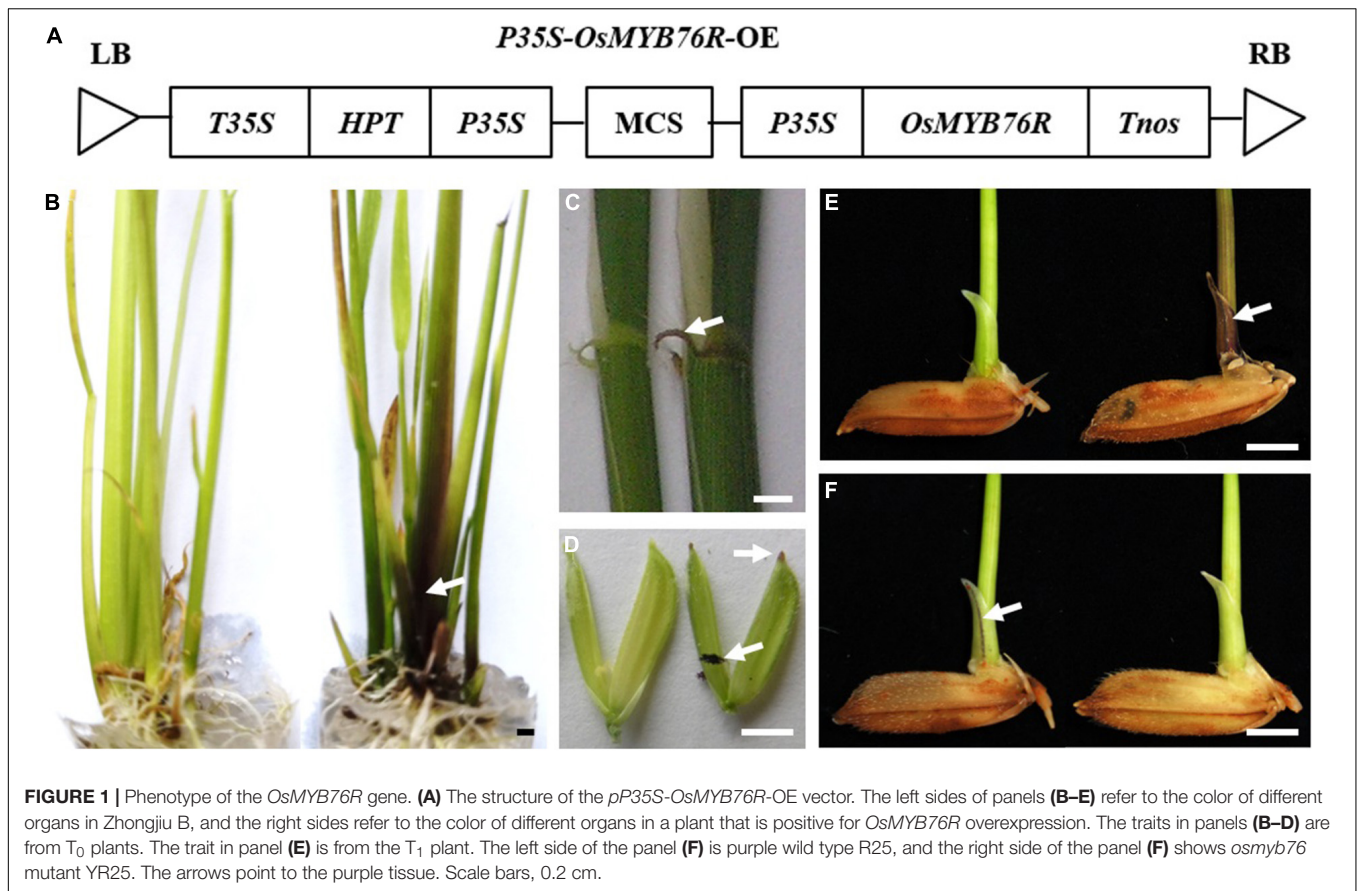 A
P35S-OsMYB76R-OE
LB
RB
T35S HPT P35S MCS P35S OsMYB76R Tnos
B
C
E
D
F
FIGURE 1 | Phenotype of the OsMYB76R gene. (A) The structure of the pP35S-OsMYB76R-OE vector. The left sides of panels (B–E) refer to the color of different
organs in Zhongjiu B, and the right sides refer to the color of different organs in a plant that is positive for OsMYB76R overexpression. The traits in panels (B–D) are
from T0 plants. The trait in panel (E) is from the T1 plant. The left side of the panel (F) is purple wild type R25, and the right side of the panel (F) shows osmyb76
mutant YR25. The arrows point to the purple tissue. Scale bars, 0.2 cm.